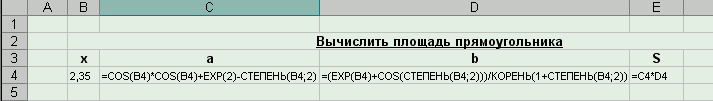 A B C D E
1
2 Вычислить площадь прямоугольника
3 x a b S
4 2,35 =COS(B4)*COS(B4)+EXP(2)-СТЕПЕНЬ(B4;2) =(EXP(B4)+COS(СТЕПЕНЬ(B4;2)))/КОРЕНЬ(1+СТЕПЕНЬ(B4;2)) =C4*D4
5